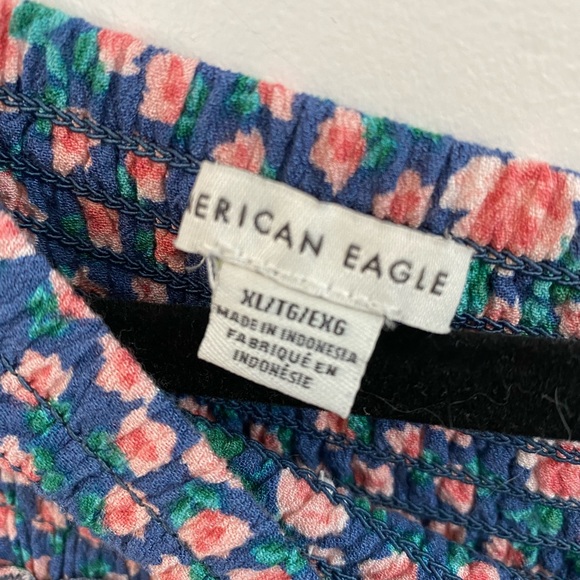 ERICAN EAGLE
XL/TG/EXG
MADE IN INDONESIA
FABRIQUÉ EN
INDONÉSIE